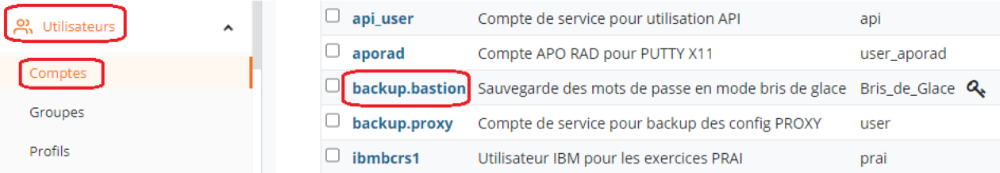 Utilisateurs
Comptes
Groupes
Profils
api_user Compte de service pour utilisation API api
aporad Compte APO RAD pour PUTTY X11 user_aporad
backup.bastion Sauvegarde des mots de passe en mode bris de glace Bris_de_Glace
backup.proxy Compte de service pour backup des config PROXY user
ibmbcrs1 Utilisateur IBM pour les exercices PRAI prai